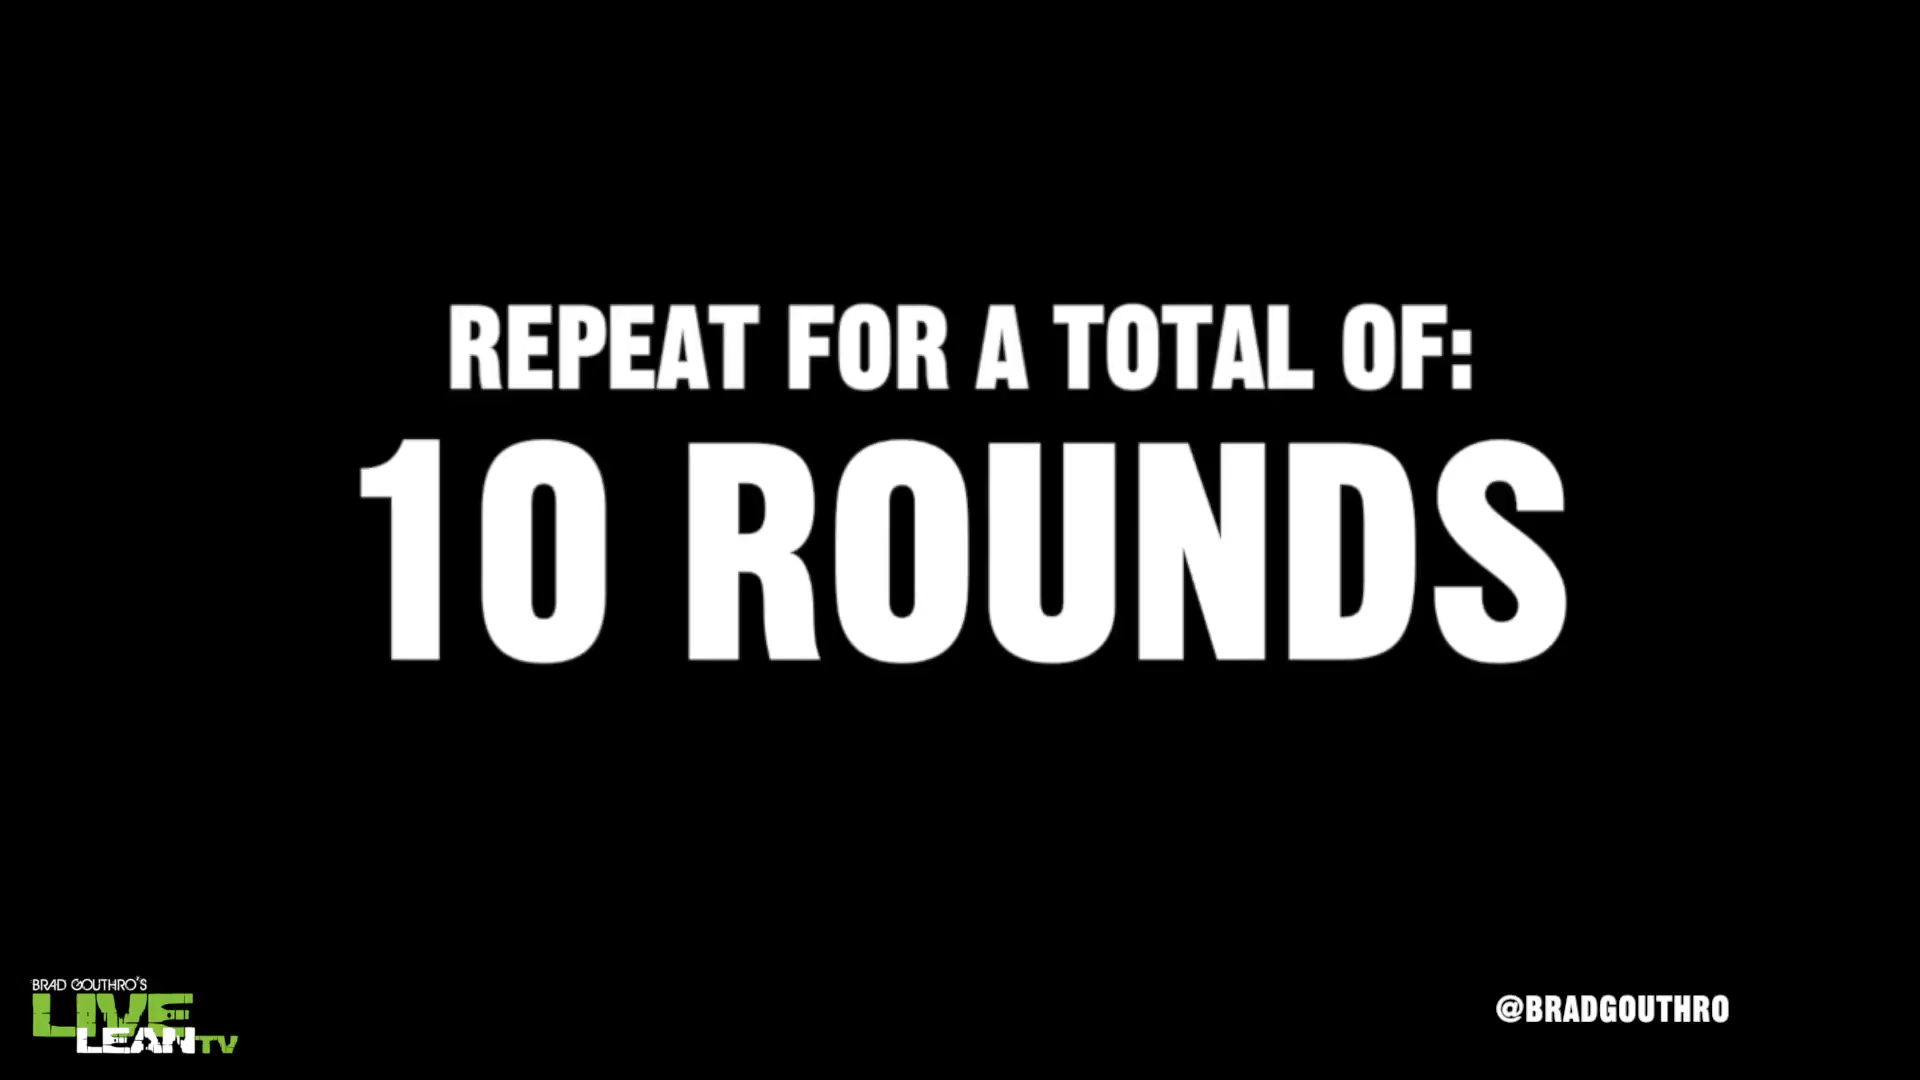 REPEAT FOR A TOTAL OF:
10 ROUNDS
BRAD GOUTHRO'S
LIVE
LEAN TV
@BRADGOUTHRO